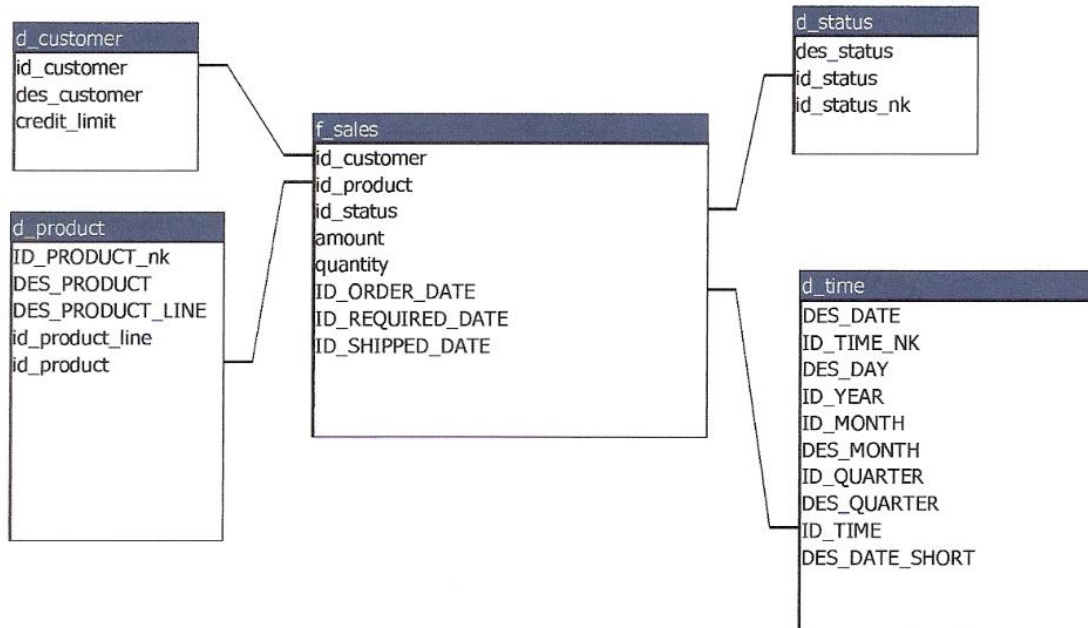 d_customer
id_customer
des_customer
credit_limit
d_product
ID_PRODUCT_nk
DES_PRODUCT
DES_PRODUCT_LINE
id_product_line
id_product
f_sales
id_customer
id_product
id_status
amount
quantity
ID_ORDER_DATE
ID_REQUIRED_DATE
ID_SHIPPED_DATE
d_status
des_status
id_status
id_status_nk
d_time
DES_DATE
ID_TIME_NK
DES_DAY
ID_YEAR
ID_MONTH
DES_MONTH
ID_QUARTER
DES_QUARTER
ID_TIME
DES_DATE_SHORT